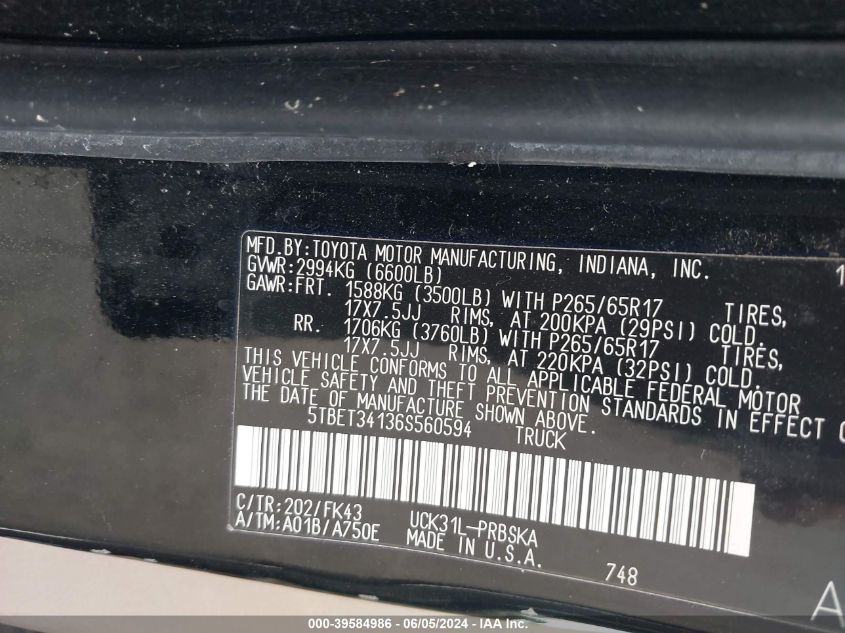 MFD.BY:TOYOTA MOTOR MANUFACTURING, INDIANA, INC. 1
GVWR:2994KG (6600LB)
GAWR:FRT. 1588KG (3500LB) WITH P265/65R17 TIRES,
17X7.5JJ RIMS, AT 200KPA (29PSI) COLD.
RR. 1706KG (3760LB) WITH P265/65R17 TIRES,
17X7.5JJ RIMS, AT 220KPA (32PSI) COLD.
THIS VEHICLE CONFORMS TO ALL APPLICABLE FEDERAL MOTOR
VEHICLE SAFETY AND THEFT PREVENTION STANDARDS IN EFFECT O
THE DATE OF MANUFACTURE SHOWN ABOVE.
5TBET34136S560594 TRUCK
C/TR:202/FK43 UCK31L-PRBSKA
A/TM:A01B/A750E MADE IN U.S.A.
748
A
000-39584986 - 06/05/2024 - IAA Inc.